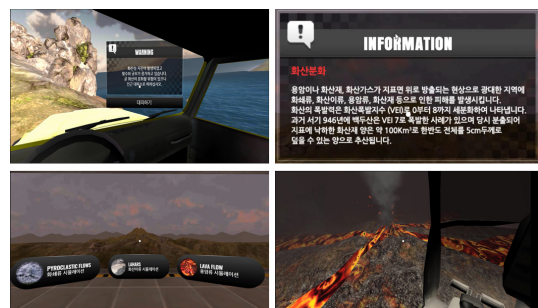 WARNING
대피하기
INFORMATION
화산분화
용암이나 화산재, 화산가스가 지표면 위로 방출되는 현상으로 광대한 지역에
화쇄류, 화산이류, 용암류, 화산재 등으로 인한 피해를 발생시킵니다.
화산의 폭발력은 화산폭발지수 (VEI)로 0부터 8까지 세분화하여 나타냅니다.
과거 서기 946년에 백두산은 VEI 7로 폭발한 사례가 있으며 당시 분출되어
지표에 낙하한 화산재 양은 약 100Km³로 한반도 전체를 5cm두께로
덮을 수 있는 양으로 추산됩니다.
PYROCLASTIC FLOWS
화쇄류 시뮬레이션
LAHARS
화산이류 시뮬레이션
LAVA FLOW
용암류 시뮬레이션